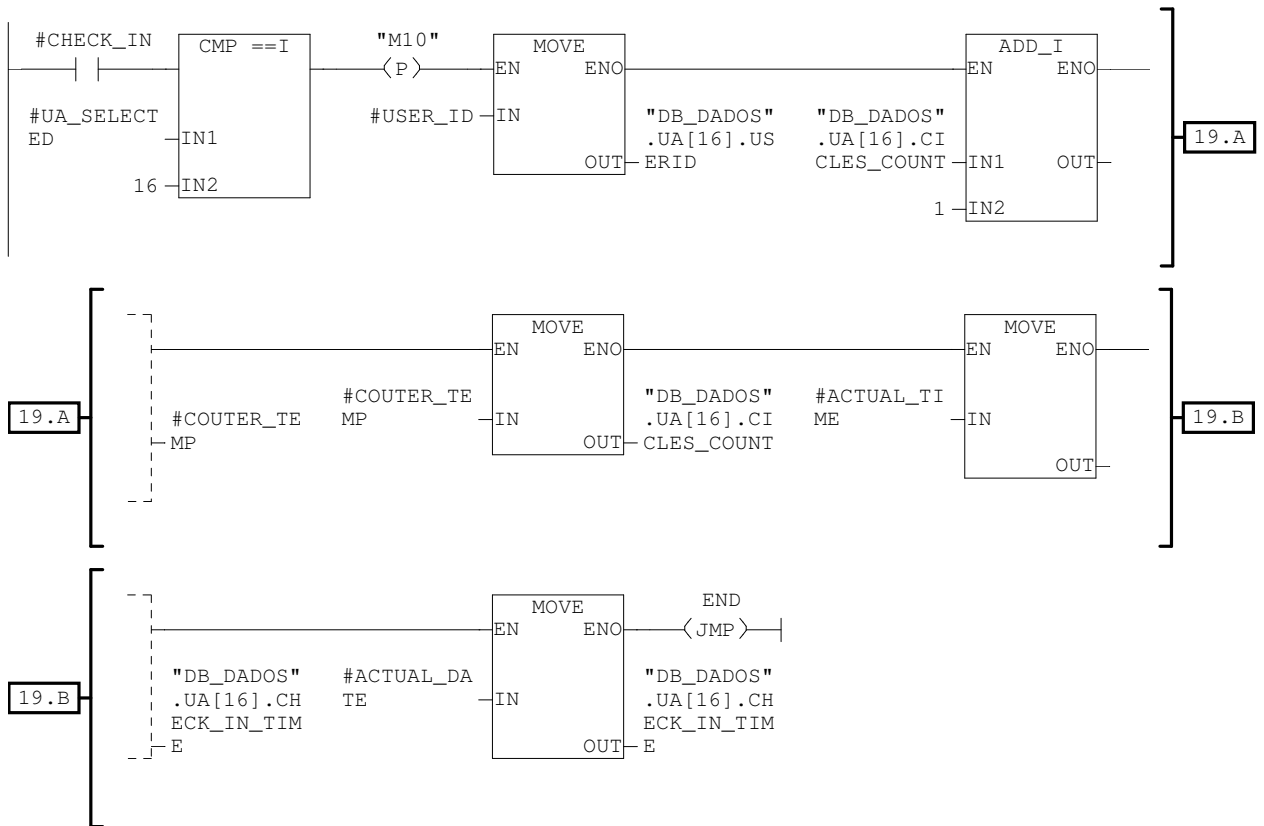 #CHECK_IN
CMP ==I
"M10"
P
MOVE
ADD_I
EN ENO
EN ENO
#UA_SELECT
ED
IN1
16
IN2
#USER_ID
IN
"DB_DADOS"
.UA[16].US
ERID
OUT
"DB_DADOS"
.UA[16].CI
CLES_COUNT
IN1
OUT
1
IN2
19.A
19.A
MOVE
MOVE
EN ENO
EN ENO
#COUTER_TE
MP
#COUTER_TE
MP
IN
"DB_DADOS"
.UA[16].CI
CLES_COUNT
OUT
#ACTUAL_TI
ME
IN
OUT
19.B
19.B
MOVE
END
EN ENO
JMP
"DB_DADOS"
.UA[16].CH
ECK_IN_TIM
E
#ACTUAL_DA
TE
IN
OUT
"DB_DADOS"
.UA[16].CH
ECK_IN_TIM
E